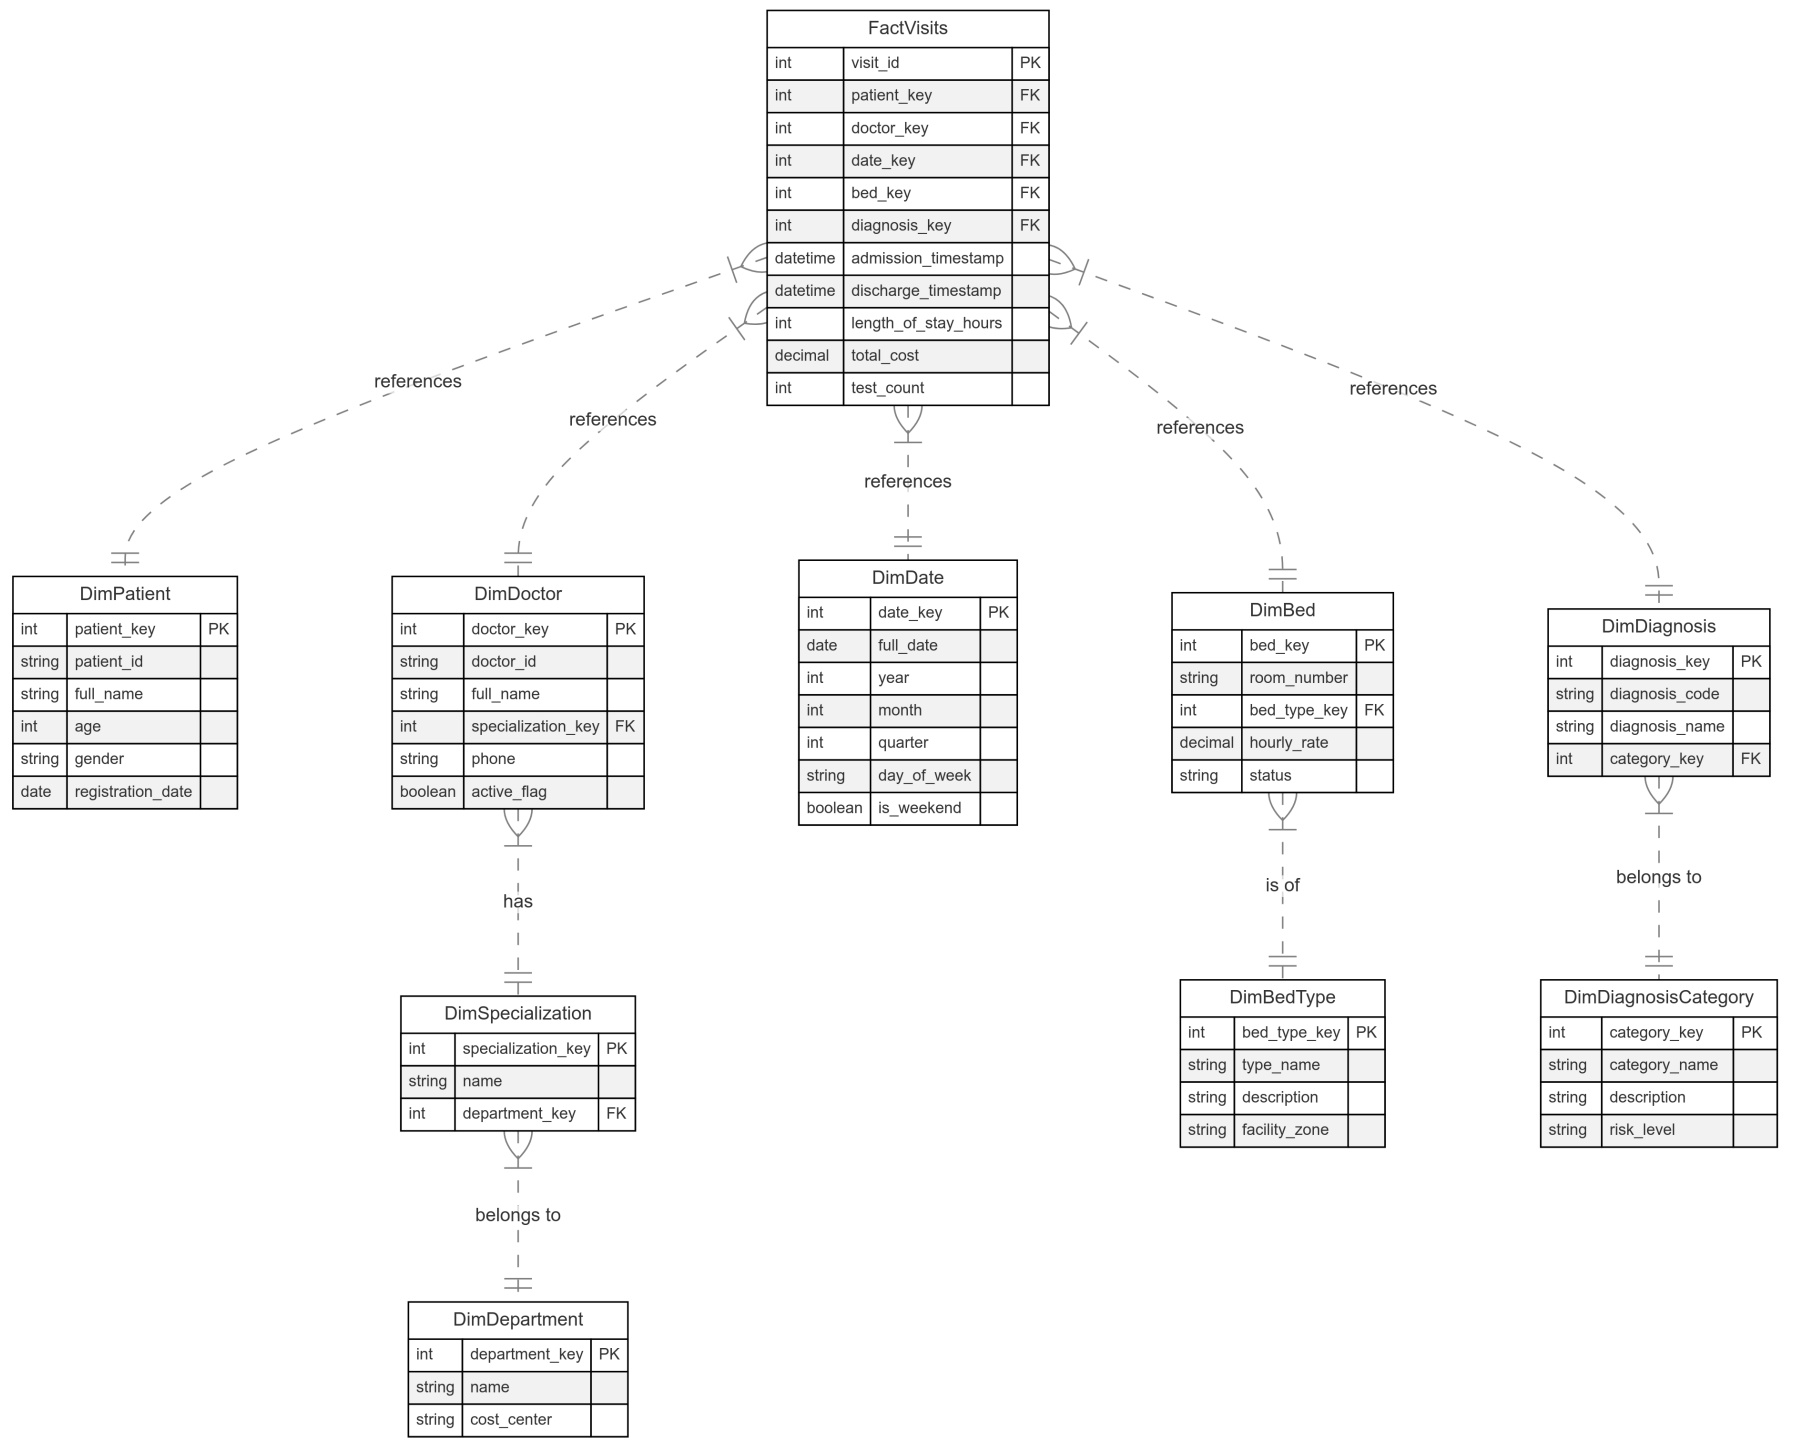 FactVisits
int visit_id PK
int patient_key FK
int doctor_key FK
int date_key FK
int bed_key FK
int diagnosis_key FK
datetime admission_timestamp
datetime discharge_timestamp
int length_of_stay_hours
decimal total_cost
int test_count
references
references
references
references
references
DimPatient
int patient_key PK
string patient_id
string full_name
int age
string gender
date registration_date
DimDoctor
int doctor_key PK
string doctor_id
string full_name
int specialization_key FK
string phone
boolean active_flag
DimDate
int date_key PK
date full_date
int year
int month
int quarter
string day_of_week
boolean is_weekend
DimBed
int bed_key PK
string room_number
int bed_type_key FK
decimal hourly_rate
string status
DimDiagnosis
int diagnosis_key PK
string diagnosis_code
string diagnosis_name
int category_key FK
has
is of
belongs to
DimSpecialization
int specialization_key PK
string name
int department_key FK
DimBedType
int bed_type_key PK
string type_name
string description
string facility_zone
DimDiagnosisCategory
int category_key PK
string category_name
string description
string risk_level
belongs to
DimDepartment
int department_key PK
string name
string cost_center